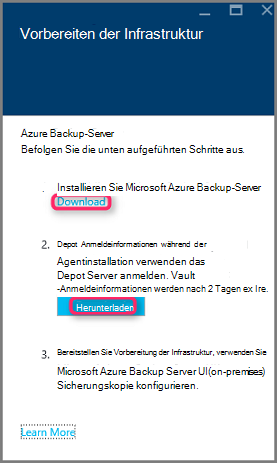 Vorbereiten der Infrastruktur
Azure Backup-Server
Befolgen Sie die unten aufgeführten Schritte aus.
. Installieren Sie Microsoft Azure Backup-Server
Download
2. Depot Anmeldeinformationen während der
Agentinstallation verwenden das
Depot Server anmelden. Vault
-Anmeldeinformationen werden nach 2 Tagen ex Ire.
Herunterladen
3. Bereitstellen Sie Vorbereitung der Infrastruktur, verwenden Sie
Microsoft Azure Backup Server UI(on-premises)
Sicherungskopie konfigurieren.
Learn More